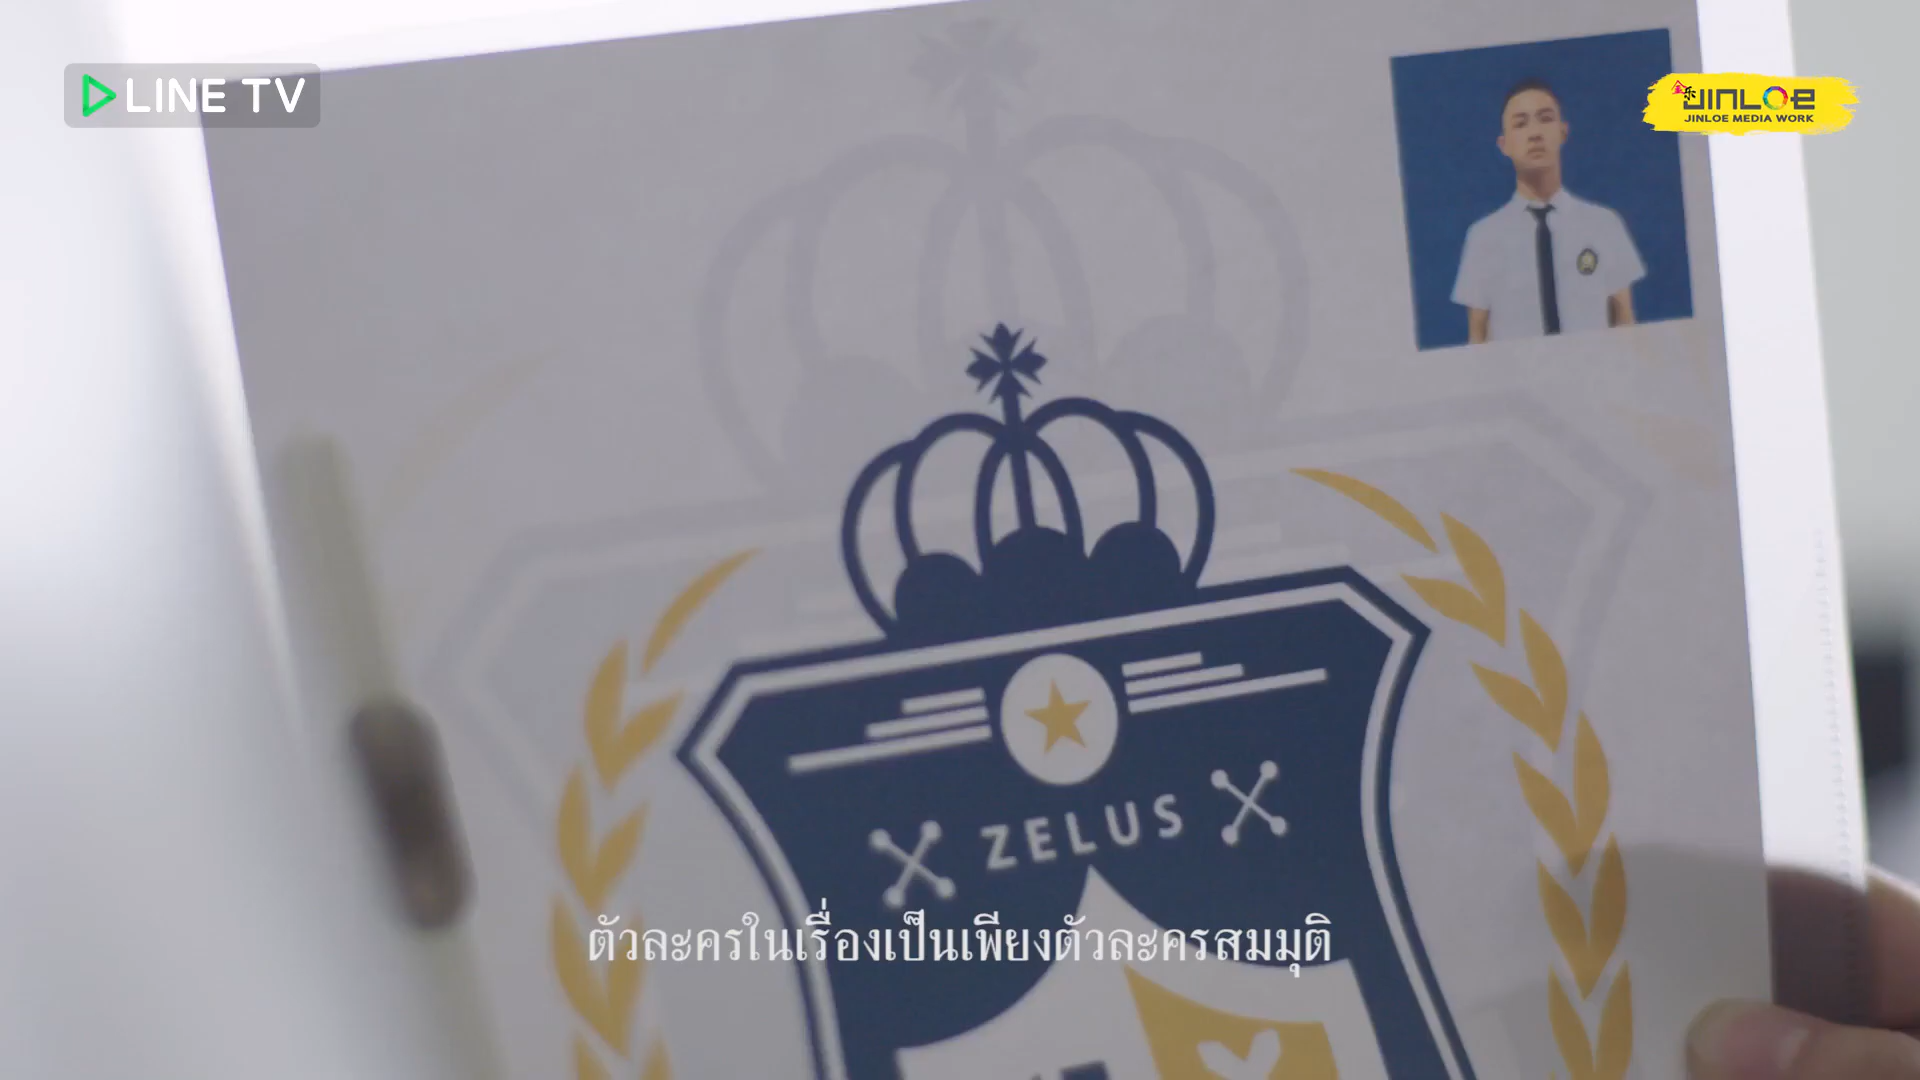 LINE TV
JINLOE
JINLOE MEDIA WORK
ZELUS
ตัวละครในเรื่องเป็นเพียงตัวละครสมมุติ